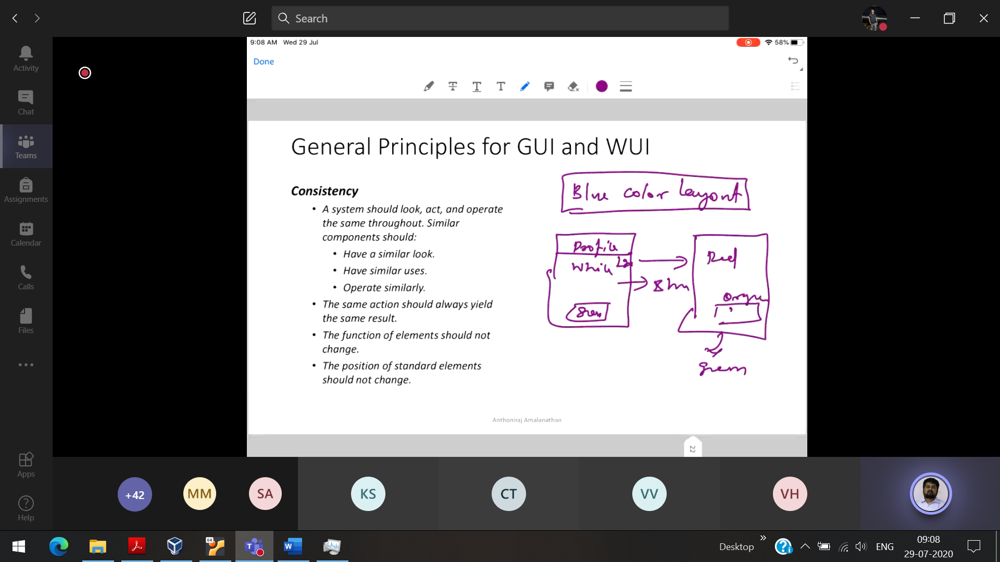 Search
Activity
Chat
Teams
Assignments
Calendar
Calls
Files
Apps
Help
9:08 AM Wed 29 Jul
58%
Done
General Principles for GUI and WUI
Consistency
• A system should look, act, and operate
the same throughout. Similar
components should:
• Have a similar look.
• Have similar uses.
• Operate similarly.
• The same action should always yield
the same result.
• The function of elements should not
change.
• The position of standard elements
should not change.
Blue color layout
Profile
White
Red
green
Anthoniraj Amalanathan
22
+42
MM
SA
KS
CT
VV
VH
64
Desktop
ENG
09:08
29-07-2020